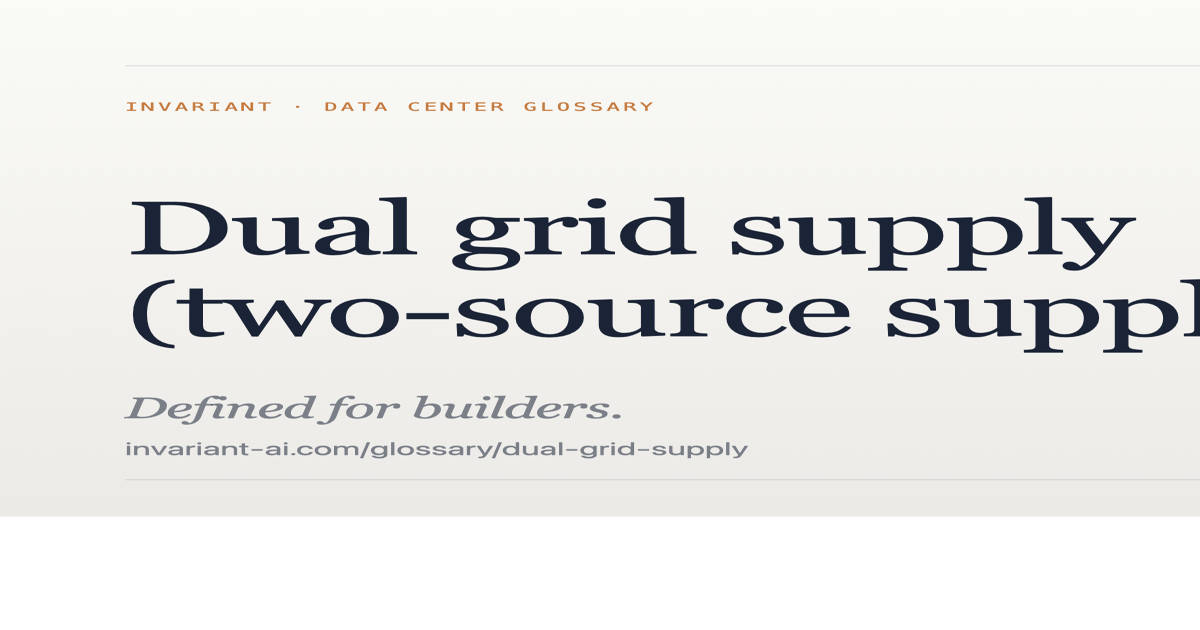 INVARIANT · DATA CENTER GLOSSARY
Dual grid supply
(two-source suppl
Defined for builders.
invariant-ai.com/glossary/dual-grid-supply